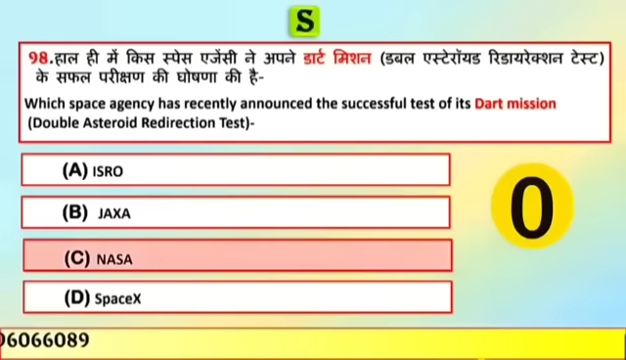 S
98.हाल ही में किस स्पेस एजेंसी ने अपने डार्ट मिशन (डबल एस्टेरॉयड रिडायरेक्शन टेस्ट)
के सफल परीक्षण की घोषणा की है-
Which space agency has recently announced the successful test of its Dart mission
(Double Asteroid Redirection Test)-
(A) ISRO
(B) JAXA
(C) NASA
(D) SpaceX
0
6066089